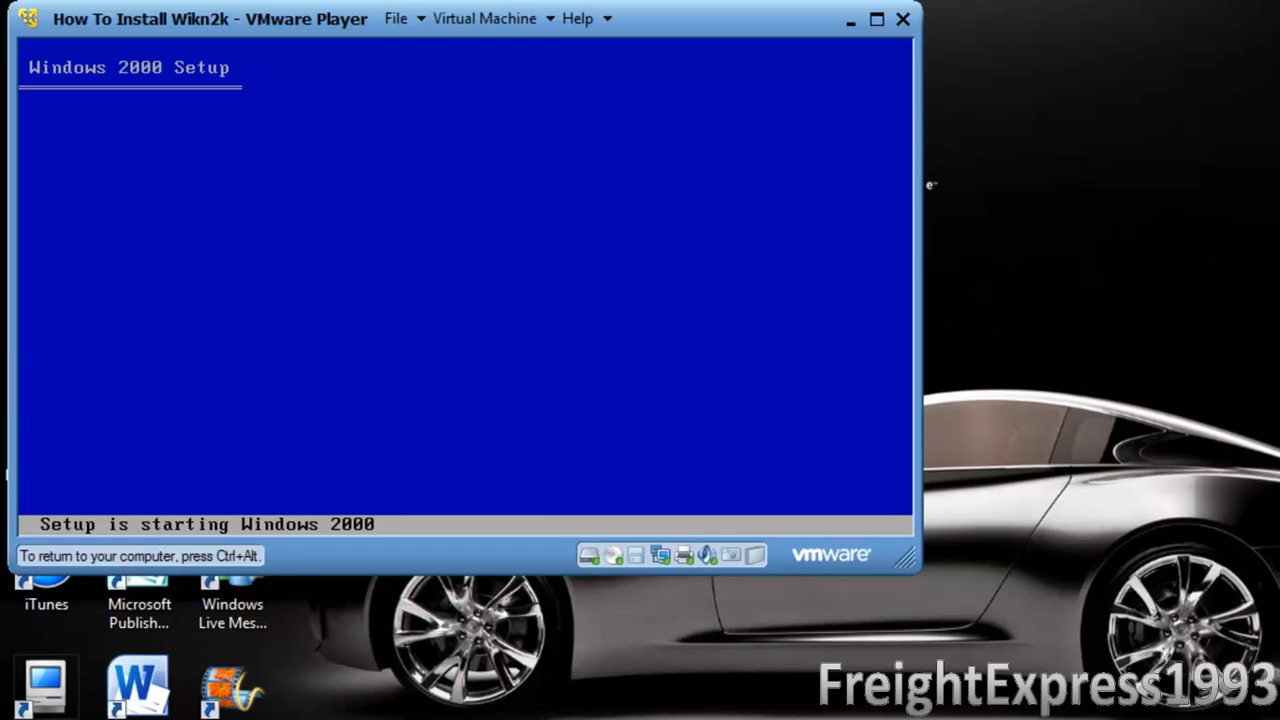 How To Install Wikn2k - VMware Player File Virtual Machine Help
Windows 2000 Setup
e™
Setup is starting Windows 2000
To return to your computer, press Ctrl+Alt.
vmware
iTunes
Microsoft
Publish...
Windows
Live Mes...
FreightExpress1993